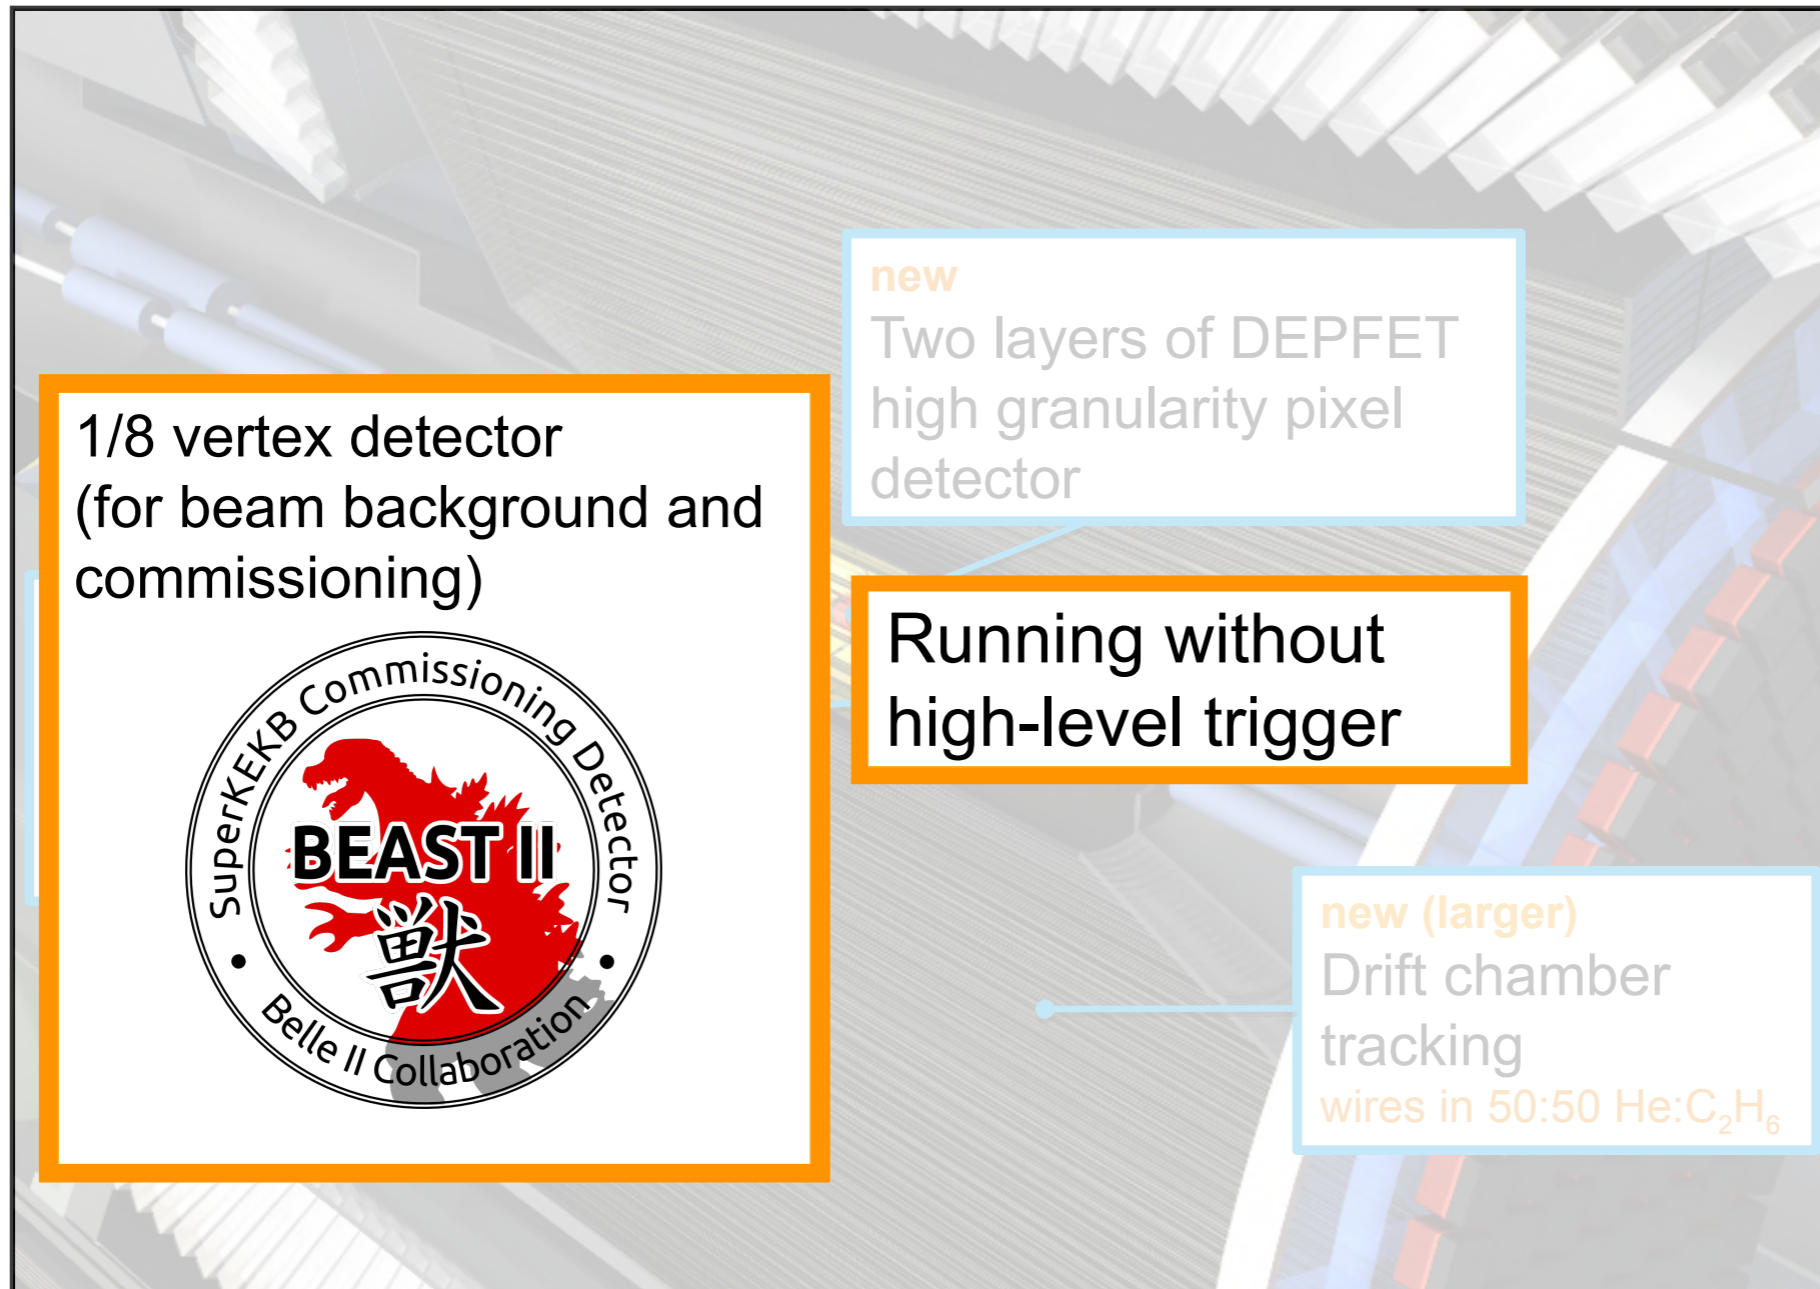 new
Two layers of DEPFET
high granularity pixel
detector
1/8 vertex detector
(for beam background and
commissioning)
SuperKEKB Commissioning Detector
BEAST II
獣
• Belle II Collaboration •
Running without
high-level trigger
new (larger)
Drift chamber
tracking
wires in 50:50 He:C₂H₆